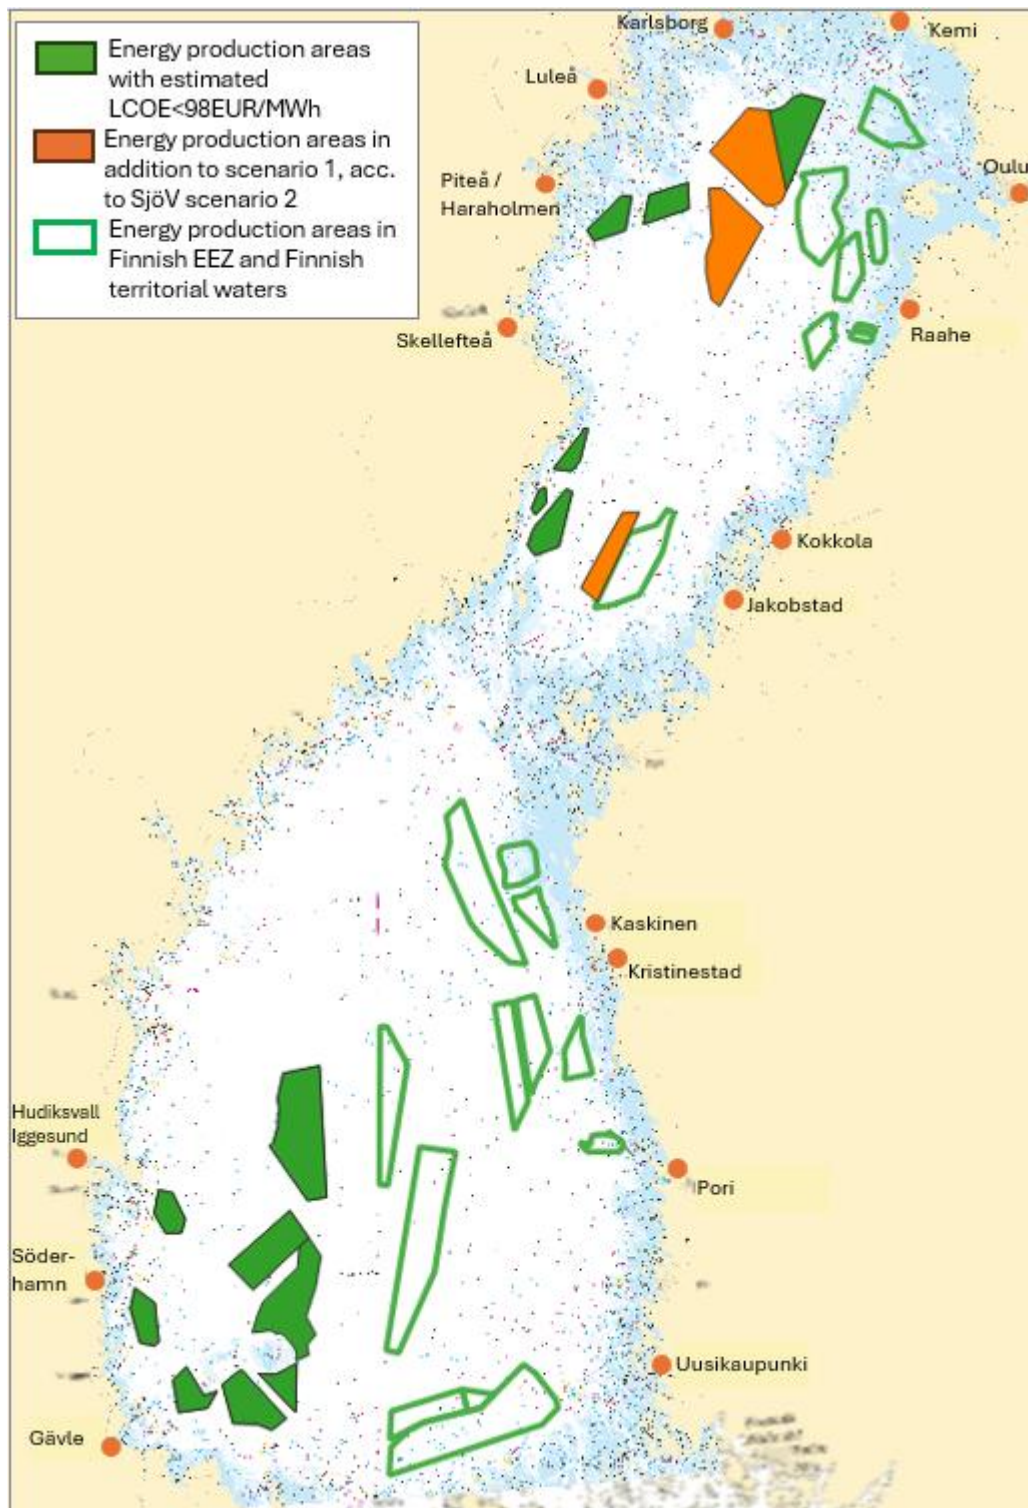 Energy production areas
with estimated
LCOE<98EUR/MWh
Energy production areas in
addition to scenario 1, acc.
to SjöV scenario 2
Energy production areas in
Finnish EEZ and Finnish
territorial waters
Karlsborg
Kemi
Luleå
Oulu
Piteå /
Haraholmen
Raahe
Skellefteå
Kokkola
Jakobstad
Kaskinen
Kristinestad
Hudiksvall
Iggesund
Pori
Söder-
hamn
Uusikaupunki
Gävle